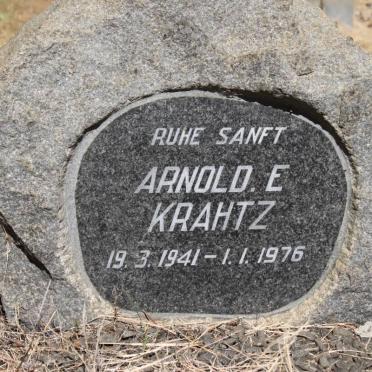 RUHE SANFT
ARNOLD. E
KRAHTZ
19. 3. 1941 – 1. 1. 1976